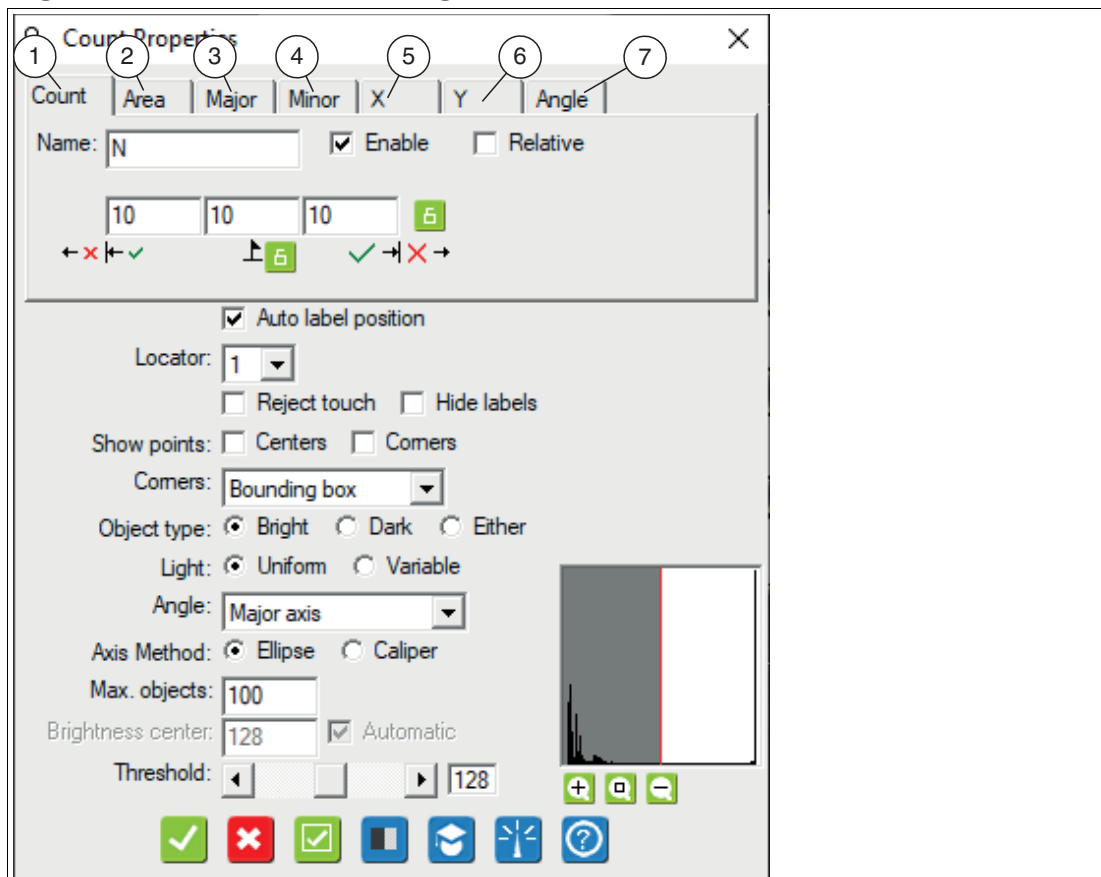 Count Properties
1 2 3 4 5 6 7
Count Area Major Minor X Y Angle
Name: N Enable Relative
10 10 10
Auto label position
Locator: 1
Reject touch Hide labels
Show points: Centers Corners
Corners: Bounding box
Object type: Bright Dark Either
Light: Uniform Variable
Angle: Major axis
Axis Method: Ellipse Caliper
Max. objects: 100
Brightness center: 128 Automatic
Threshold: 128